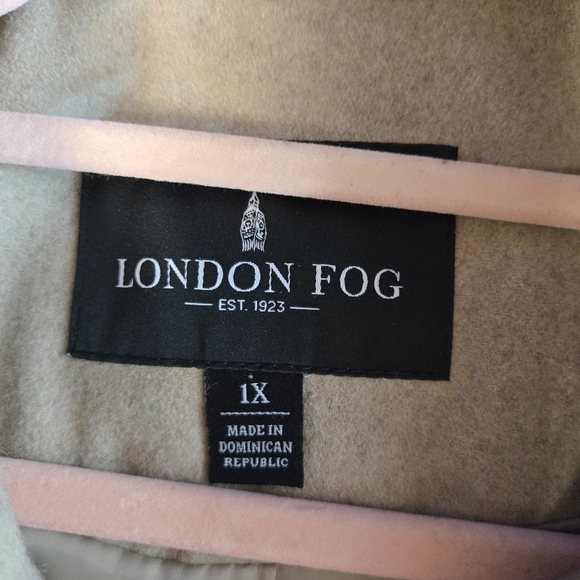 LONDON FOG
EST. 1923
1X
MADE IN
DOMINICAN
REPUBLIC